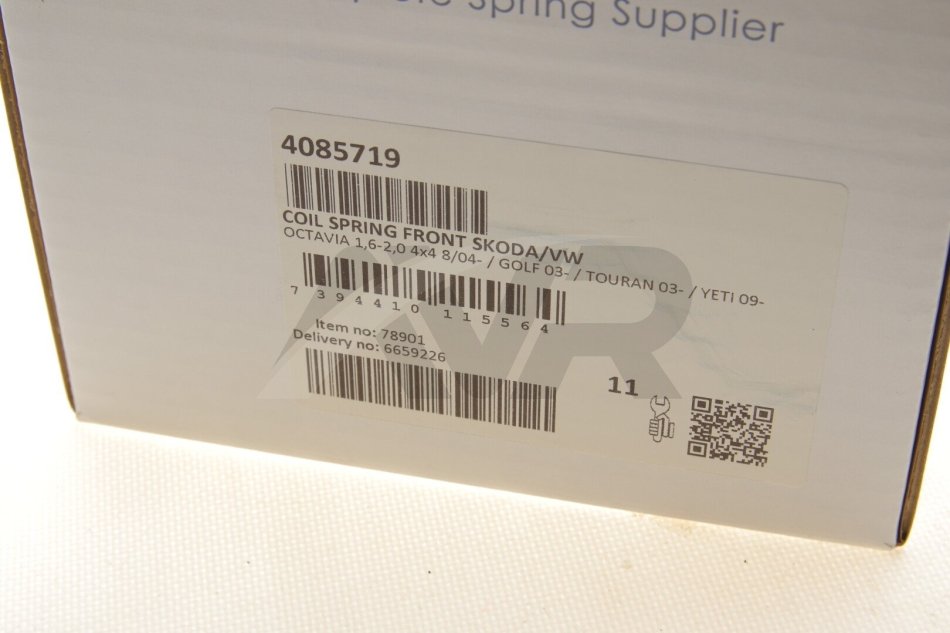 Spring Supplier
4085719
COIL SPRING FRONT SKODA/VW
OCTAVIA 1,6-2,0 4x4 8/04- / GOLF 03- / TOURAN 03- / YETI 09-
7 394410 115564
Item no: 78901
Delivery no: 6659226
11